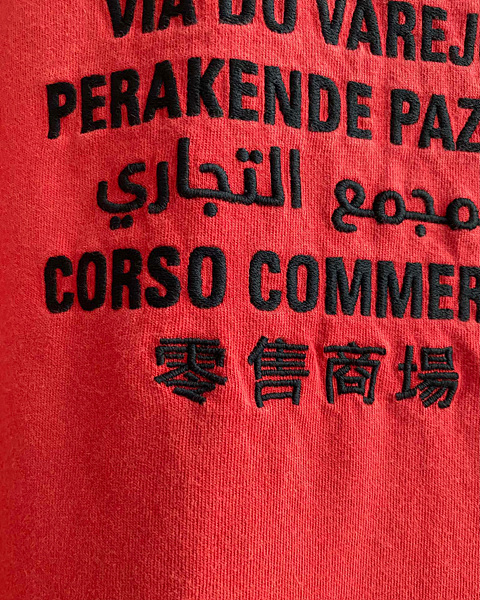 VIA DO VAREJ
PERAKENDE PAZ
مجمع التجاري
CORSO COMMER
零售商場